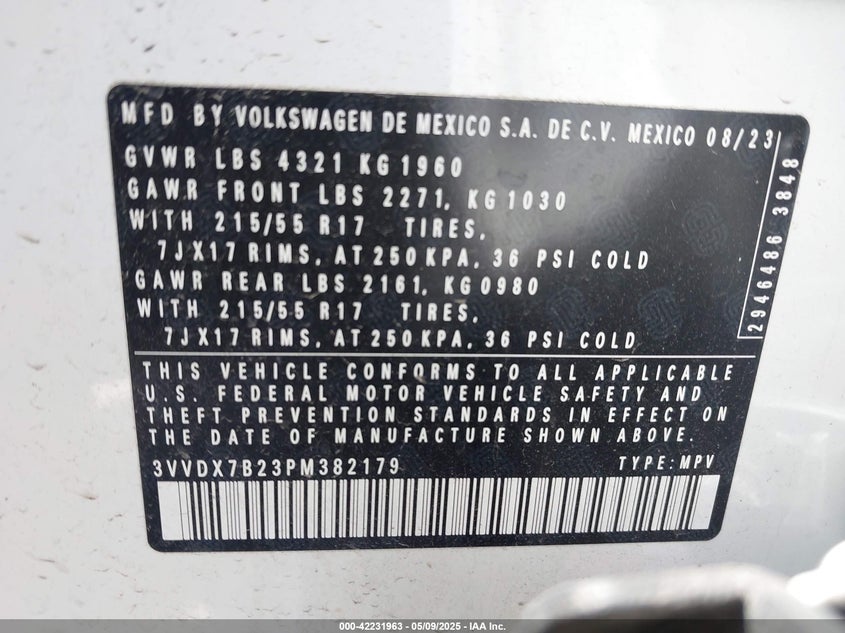 MFD BY VOLKSWAGEN DE MEXICO S.A. DE C.V. MEXICO 08/23
GVWR LBS 4321 KG 1960
GAWR FRONT LBS 2271, KG 1030
WITH 215/55 R17 TIRES,
7JX17 RIMS, AT 250 KPA, 36 PSI COLD
GAWR REAR LBS 2161, KG 0980
WITH 215/55 R17 TIRES,
7JX17 RIMS, AT 250 KPA, 36 PSI COLD
2946486 3848
THIS VEHICLE CONFORMS TO ALL APPLICABLE
U.S. FEDERAL MOTOR VEHICLE SAFETY AND
THEFT PREVENTION STANDARDS IN EFFECT ON
THE DATE OF MANUFACTURE SHOWN ABOVE.
3VVDX7B23PM382179 TYPE: MPV
000-42231963 - 05/09/2025 - IAA Inc.